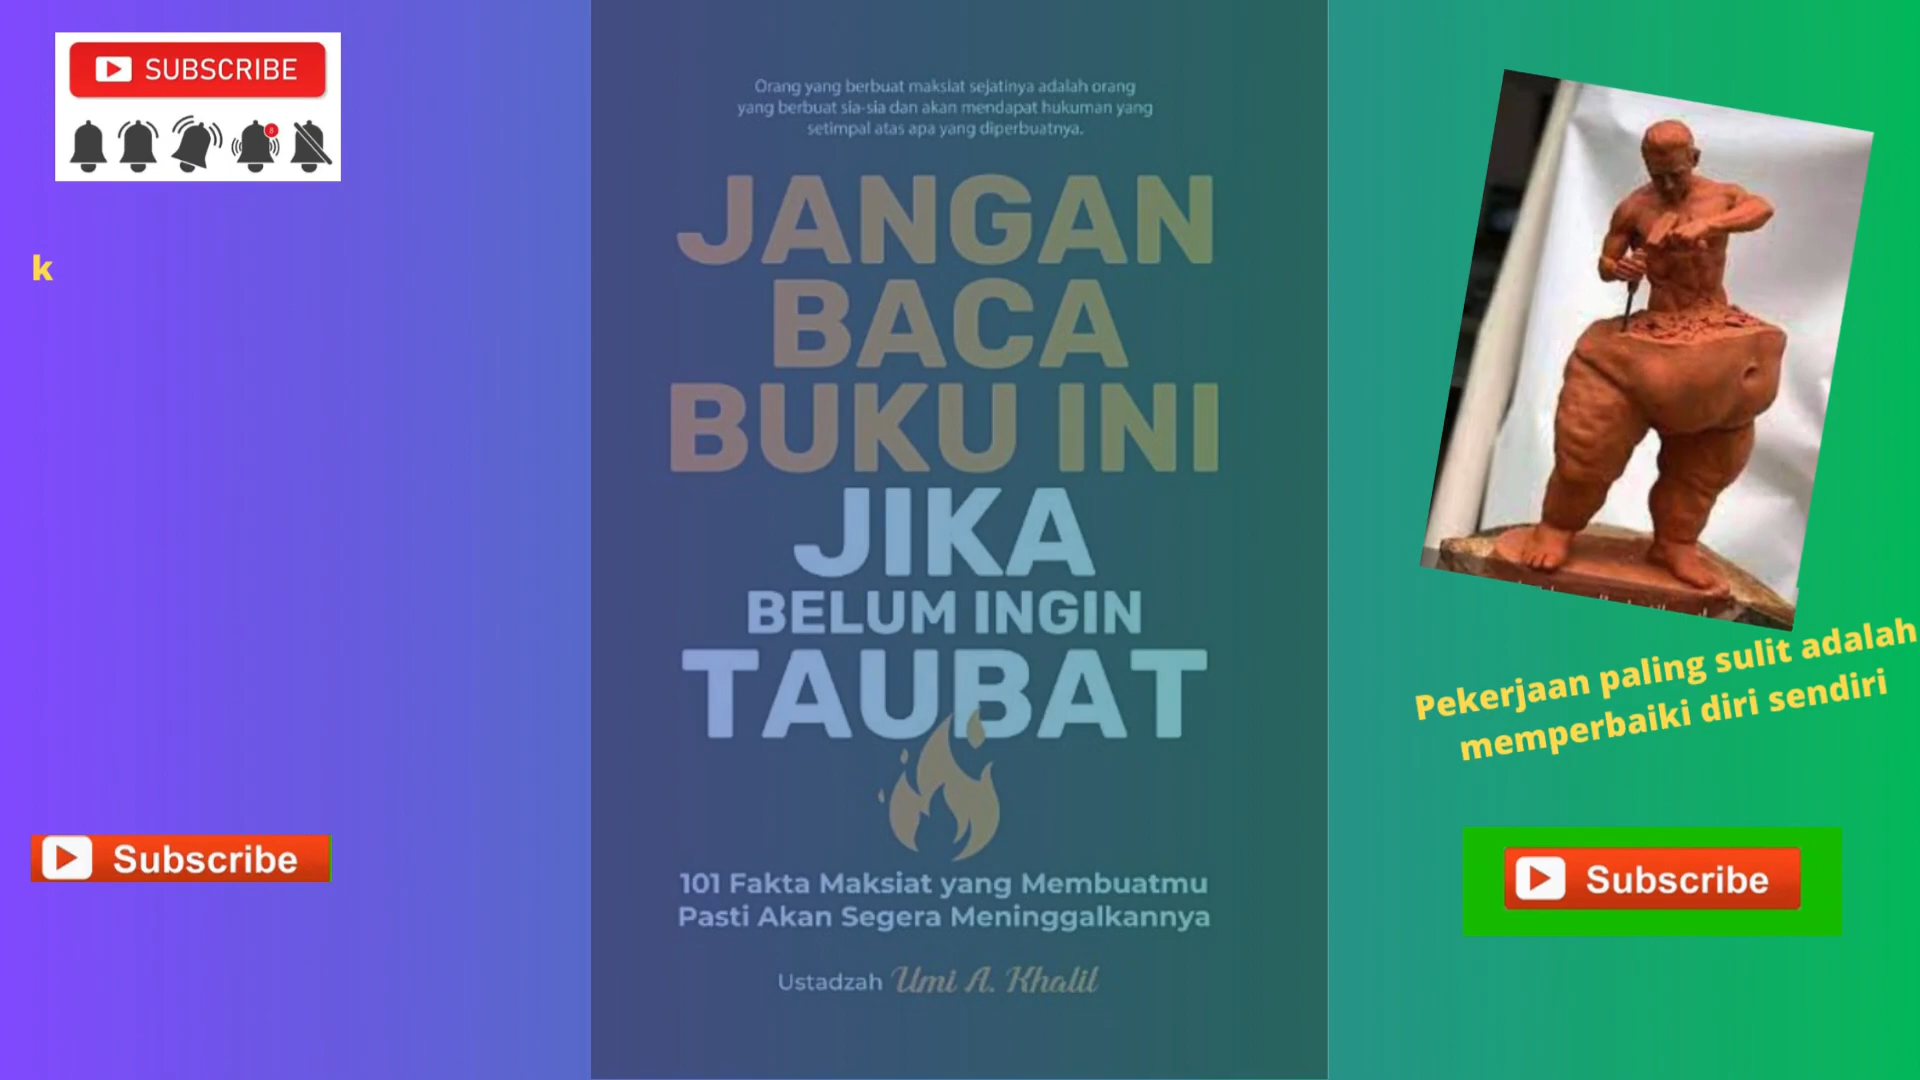 SUBSCRIBE
8
k
Subscribe
Orang yang berbuat maksiat sejatinya adalah orang
yang berbuat sia-sia dan akan mendapat hukuman yang
setimpal atas apa yang diperbuatnya.
JANGAN
BACA
BUKU INI
JIKA
BELUM INGIN
TAUBAT
101 Fakta Maksiat yang Membuatmu
Pasti Akan Segera Meninggalkannya
Ustadzah Umi A. Khalil
Pekerjaan paling sulit adalah
memperbaiki diri sendiri
Subscribe